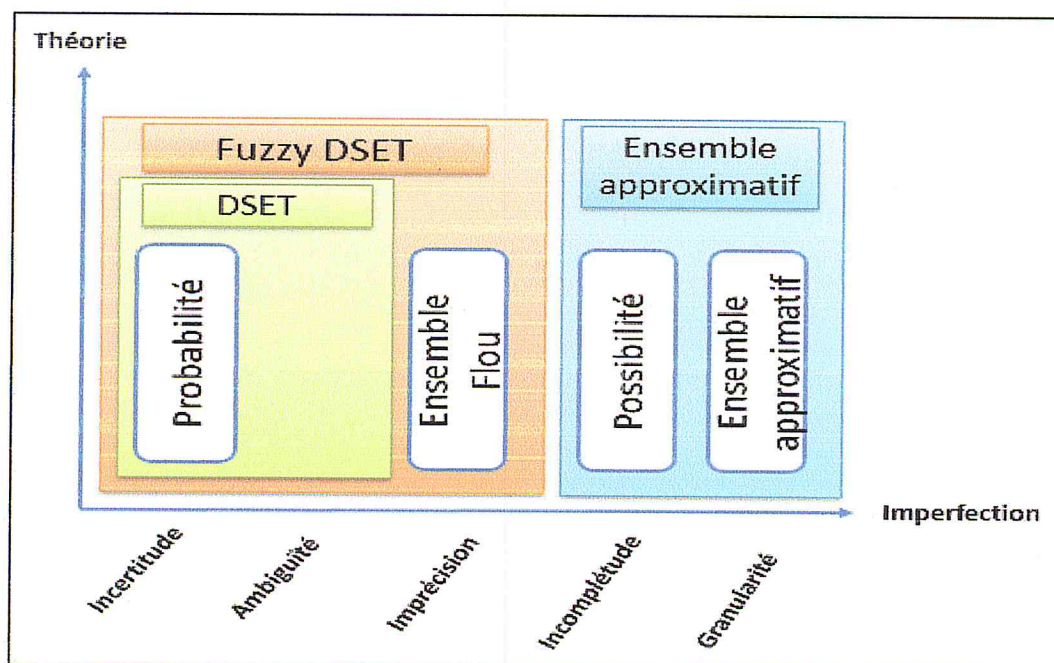 Théorie
Fuzzy DSET
Ensemble
approximatif
DSET
Probabilité
Ensemble
Flou
Possibilité
Ensemble
approximatif
Imperfection
Incertitude
Ambiguïté
Imprécision
Incomplétude
Granularité